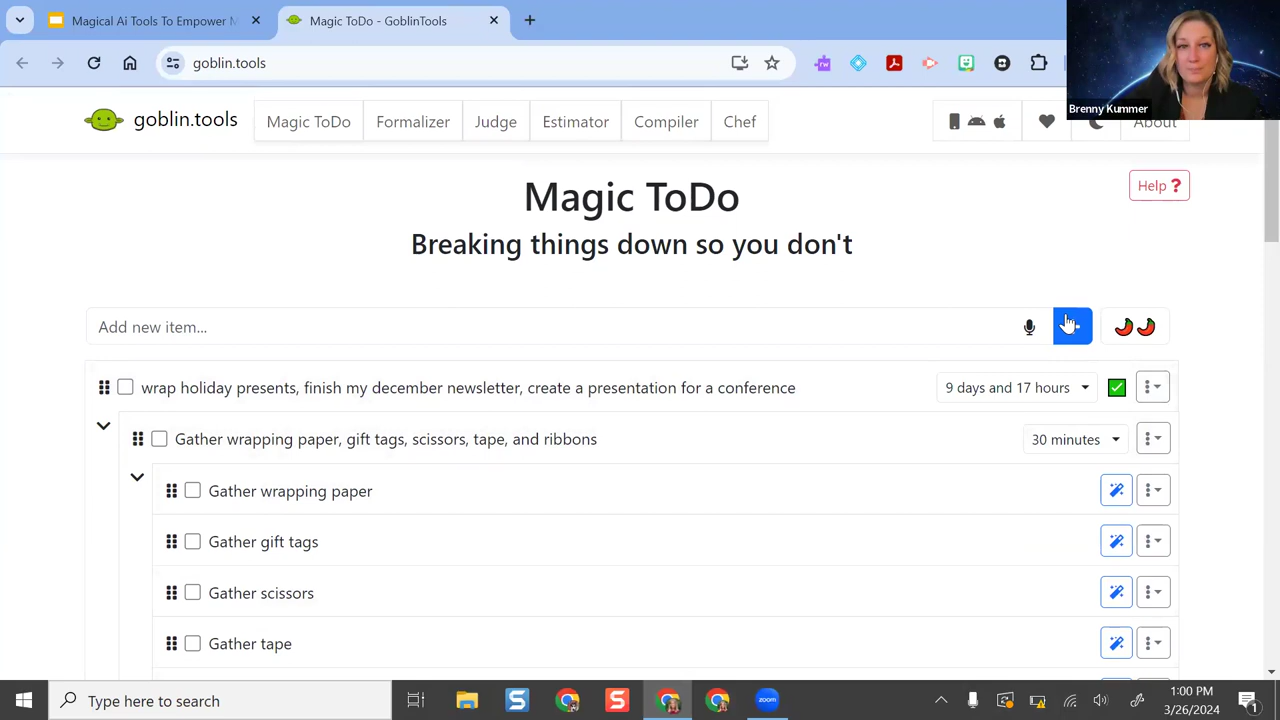 Magical Ai Tools To Empower M
Magic ToDo - GoblinTools
goblin.tools
Brenny Kummer
goblin.tools
Magic ToDo
Formalizer
Judge
Estimator
Compiler
Chef
About
Magic ToDo
Help ?
Breaking things down so you don't
Add new item...
wrap holiday presents, finish my december newsletter, create a presentation for a conference
9 days and 17 hours
Gather wrapping paper, gift tags, scissors, tape, and ribbons
30 minutes
Gather wrapping paper
Gather gift tags
Gather scissors
Gather tape
Type here to search
zoom
1:00 PM
3/26/2024